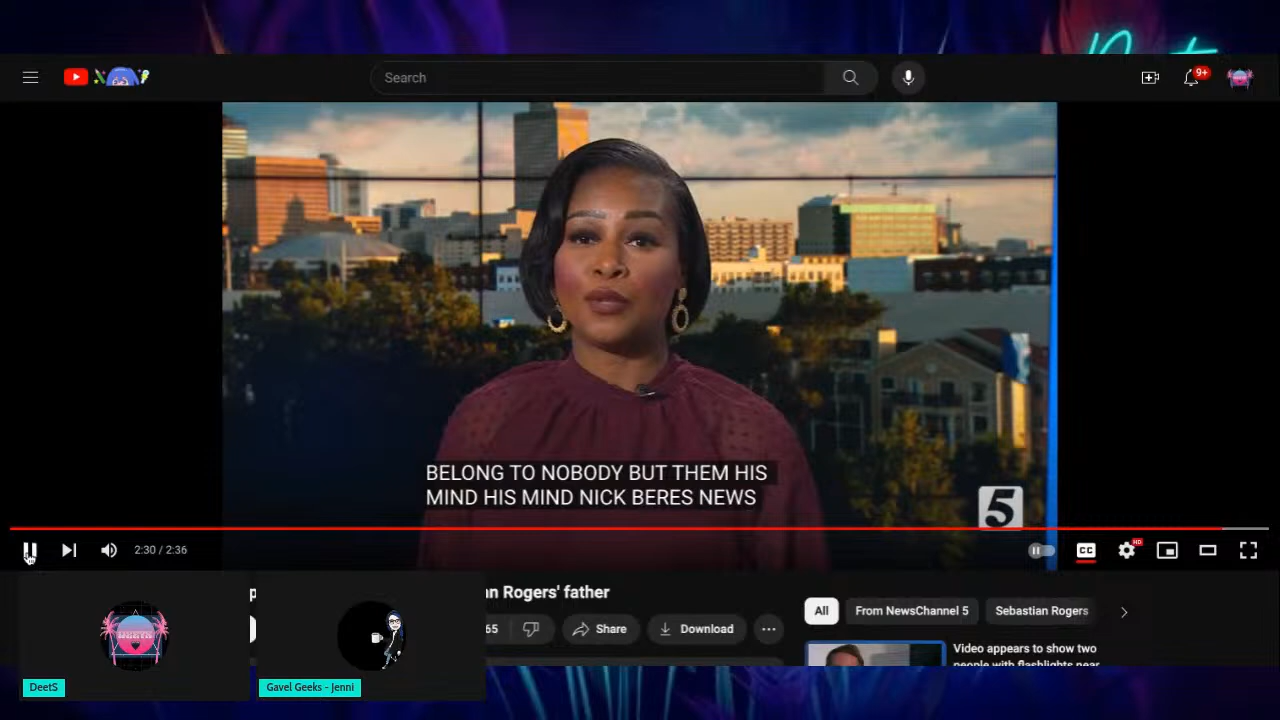 Search
9+
BELONG TO NOBODY BUT THEM HIS
MIND HIS MIND NICK BERES NEWS
5
2:30 / 2:36
CC
HD
n Rogers' father
65
Share
Download
All
From NewsChannel 5
Sebastian Rogers
Video appears to show two
people with flashlights near
DeetS
Gavel Geeks - Jenni